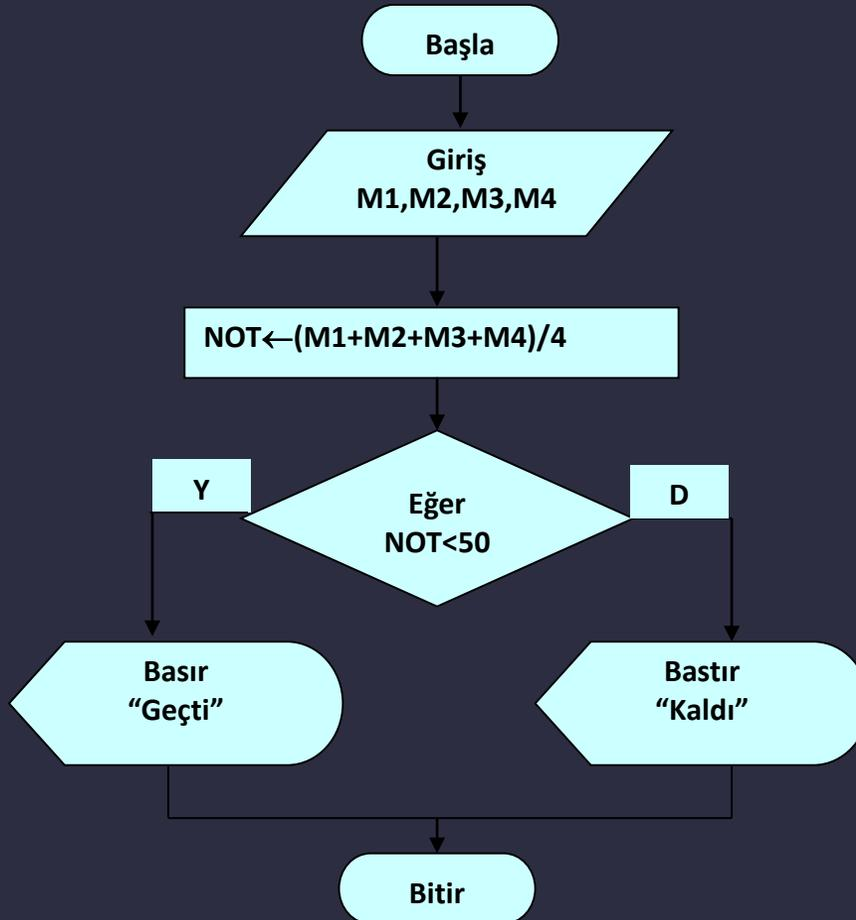 Başla
Giriş
M1,M2,M3,M4
NOT←(M1+M2+M3+M4)/4
Y
Eğer
NOT<50
D
Basır
“Geçti”
Bastır
“Kaldı”
Bitir